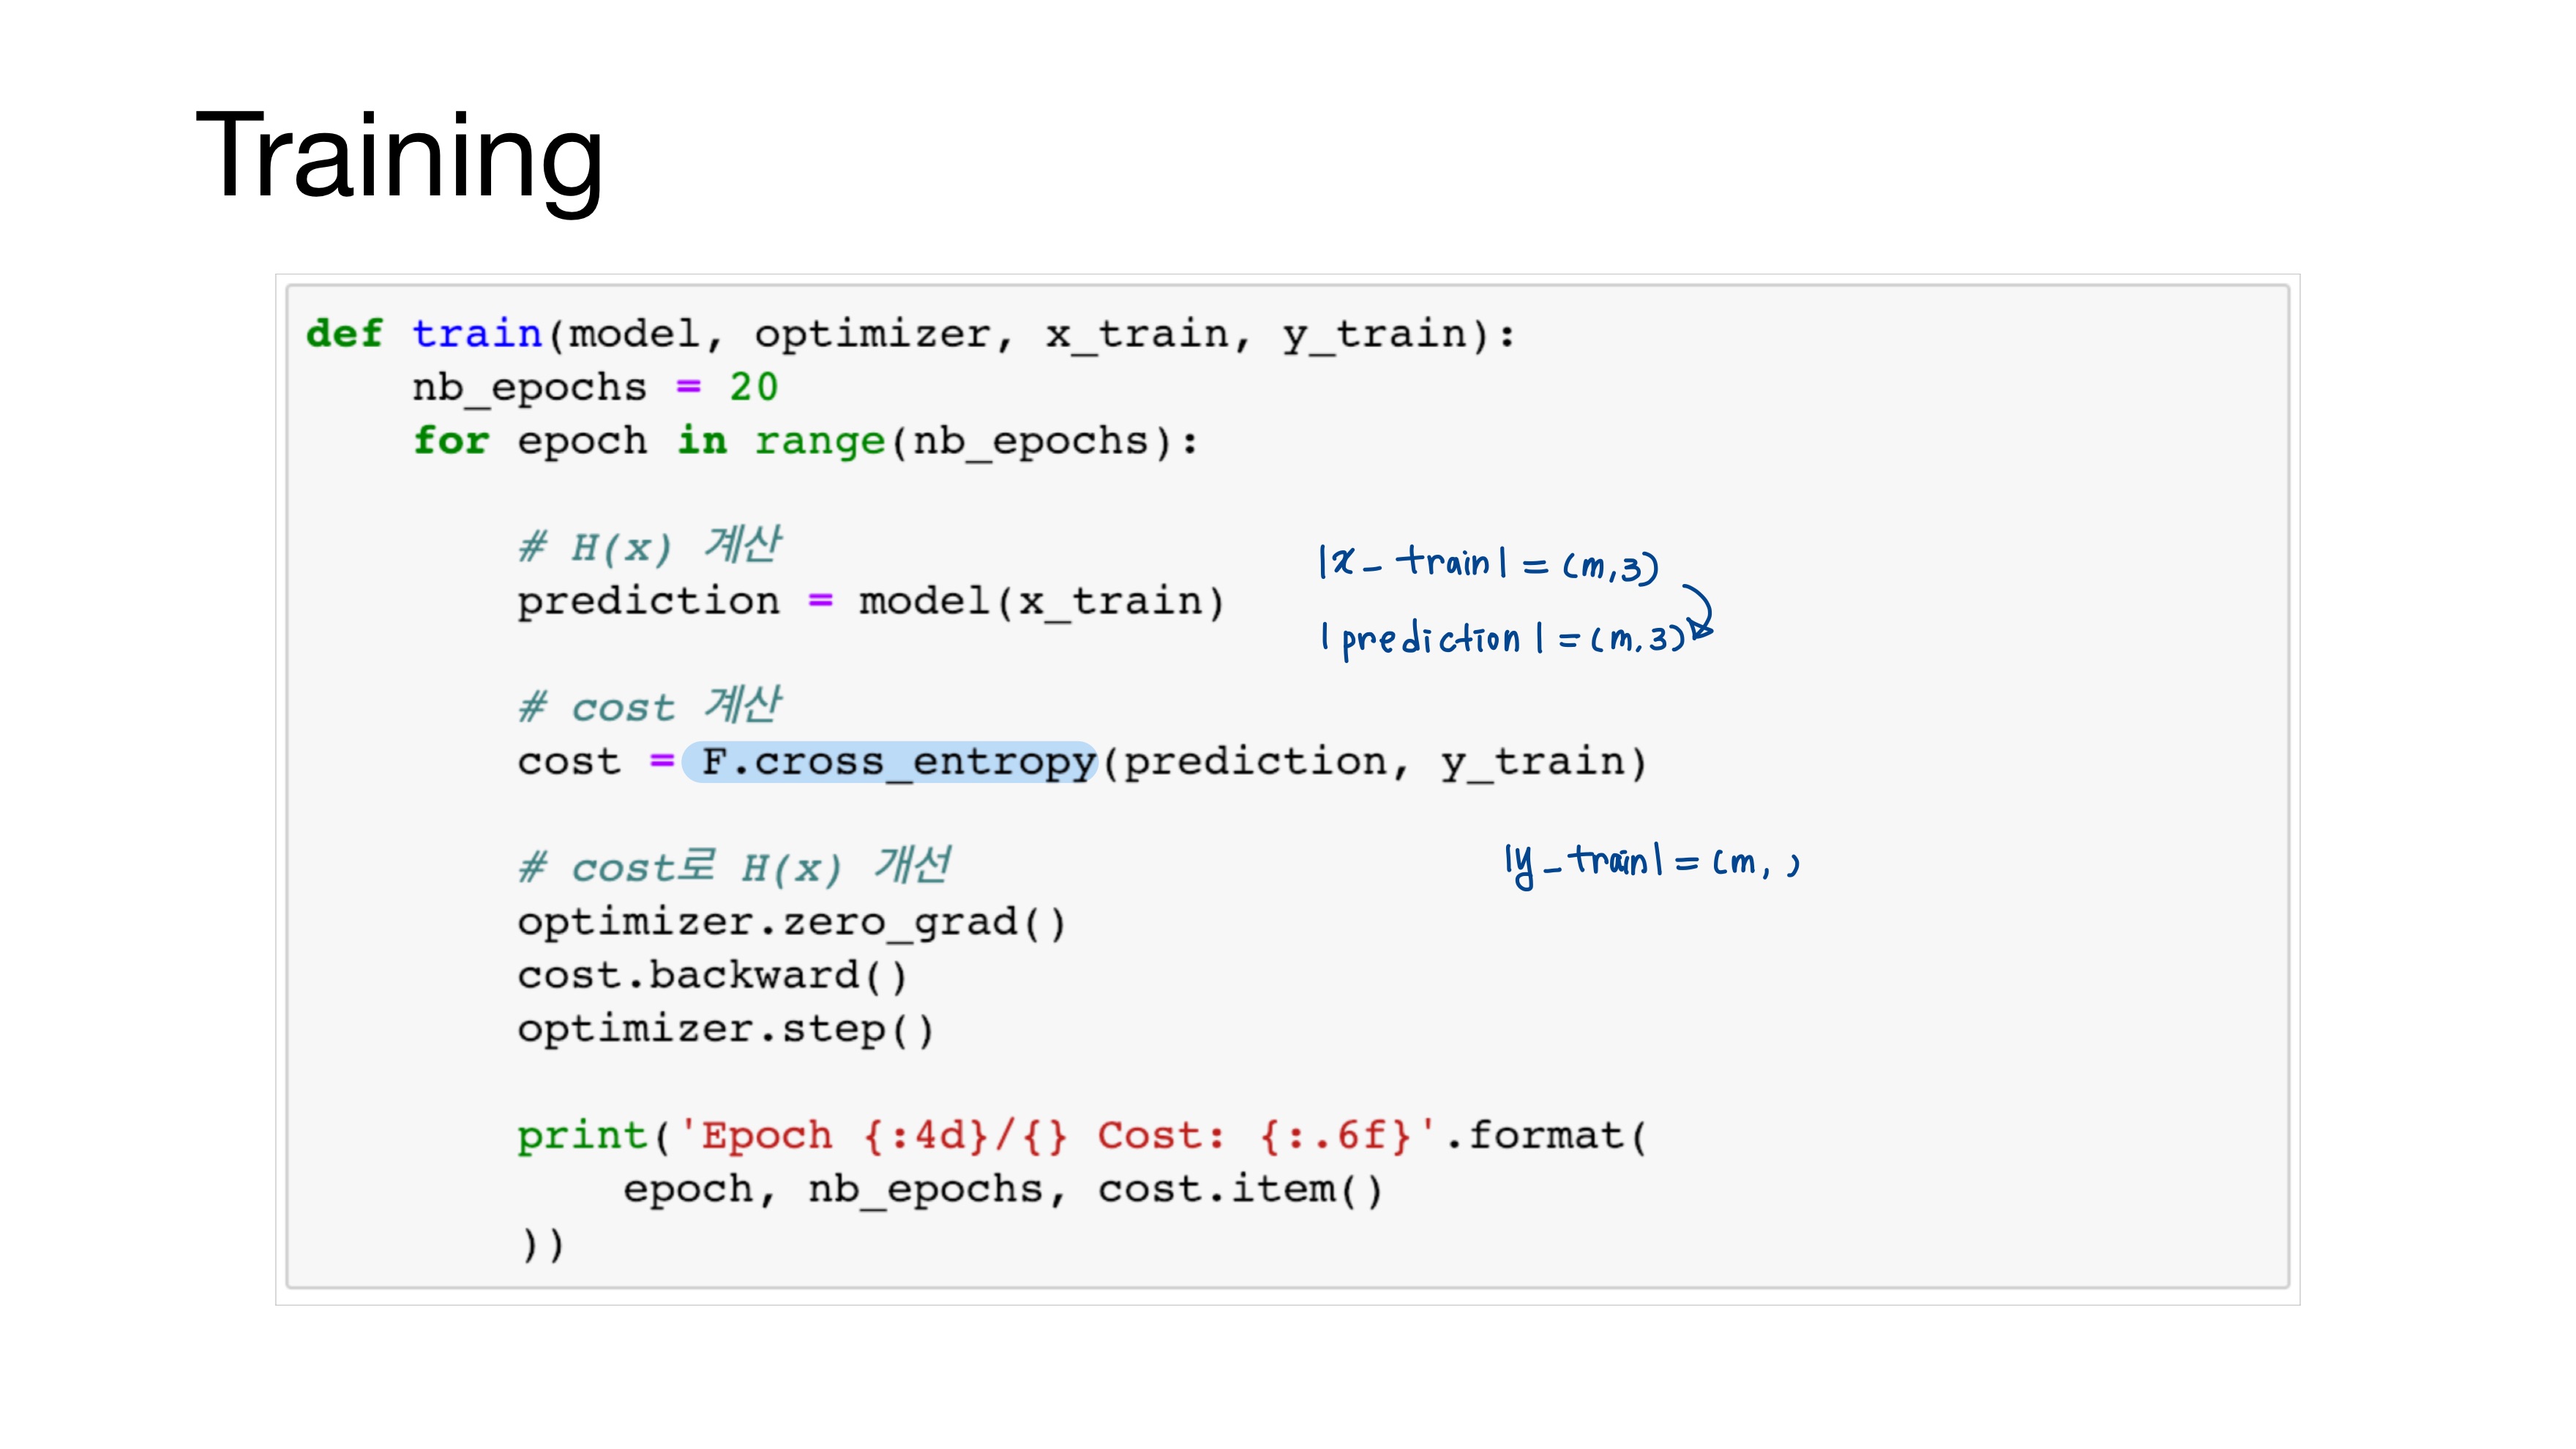 Training
def train(model, optimizer, x_train, y_train):
    nb_epochs = 20
    for epoch in range(nb_epochs):
        # H(x) 계산
        prediction = model(x_train)
|x_train| = (m,3)
|prediction| = (m,3)
        # cost 계산
        cost = F.cross_entropy(prediction, y_train)
|y_train| = (m, )
        # cost로 H(x) 개선
        optimizer.zero_grad()
        cost.backward()
        optimizer.step()
        print('Epoch {:4d}/{} Cost: {:.6f}'.format(
            epoch, nb_epochs, cost.item()
        ))